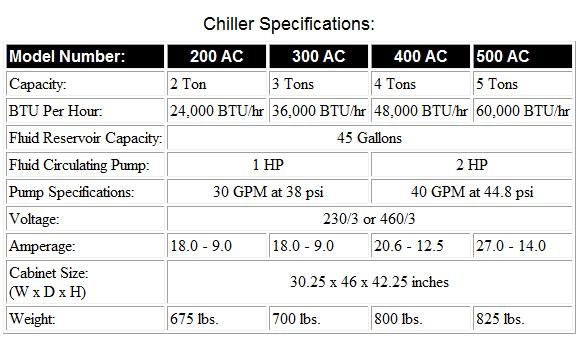 Chiller Specifications:
Model Number: 200 AC 300 AC 400 AC 500 AC
Capacity: 2 Ton 3 Tons 4 Tons 5 Tons
BTU Per Hour: 24,000 BTU/hr 36,000 BTU/hr 48,000 BTU/hr 60,000 BTU/hr
Fluid Reservoir Capacity: 45 Gallons
Fluid Circulating Pump: 1 HP 2 HP
Pump Specifications: 30 GPM at 38 psi 40 GPM at 44.8 psi
Voltage: 230/3 or 460/3
Amperage: 18.0 - 9.0 18.0 - 9.0 20.6 - 12.5 27.0 - 14.0
Cabinet Size:
(W x D x H) 30.25 x 46 x 42.25 inches
Weight: 675 lbs. 700 lbs. 800 lbs. 825 lbs.